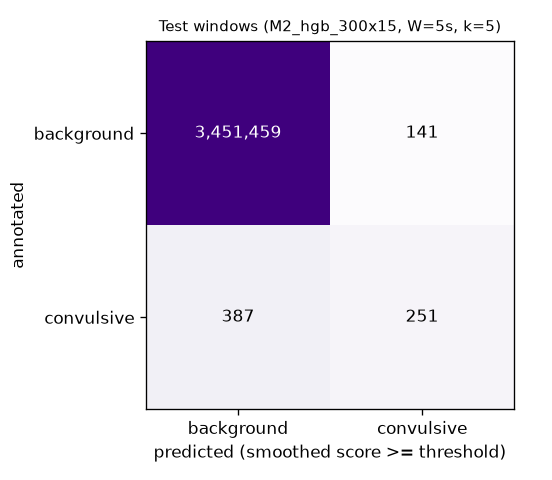 Test windows (M2_hgb_300x15, W=5s, k=5)
annotated
background
3,451,459
141
convulsive
387
251
background
convulsive
predicted (smoothed score >= threshold)